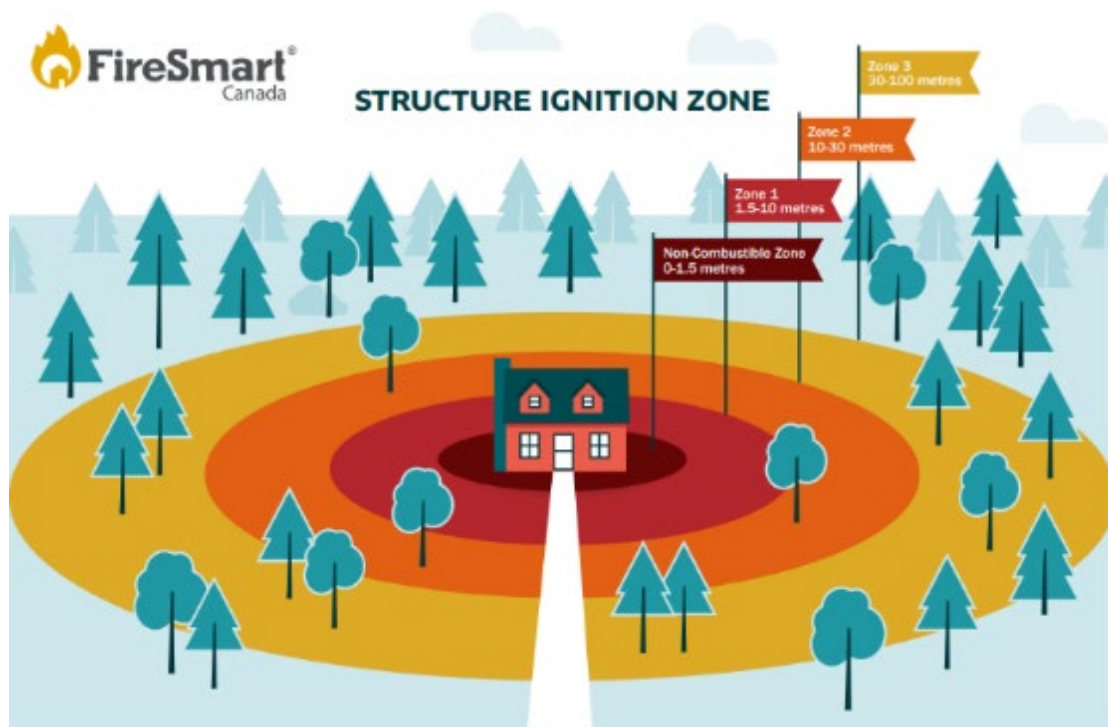 FireSmart®
Canada
STRUCTURE IGNITION ZONE
Zone 3
30-100 metres
Zone 2
10-30 metres
Zone 1
1.5-10 metres
Non-Combustible Zone
0-1.5 metres